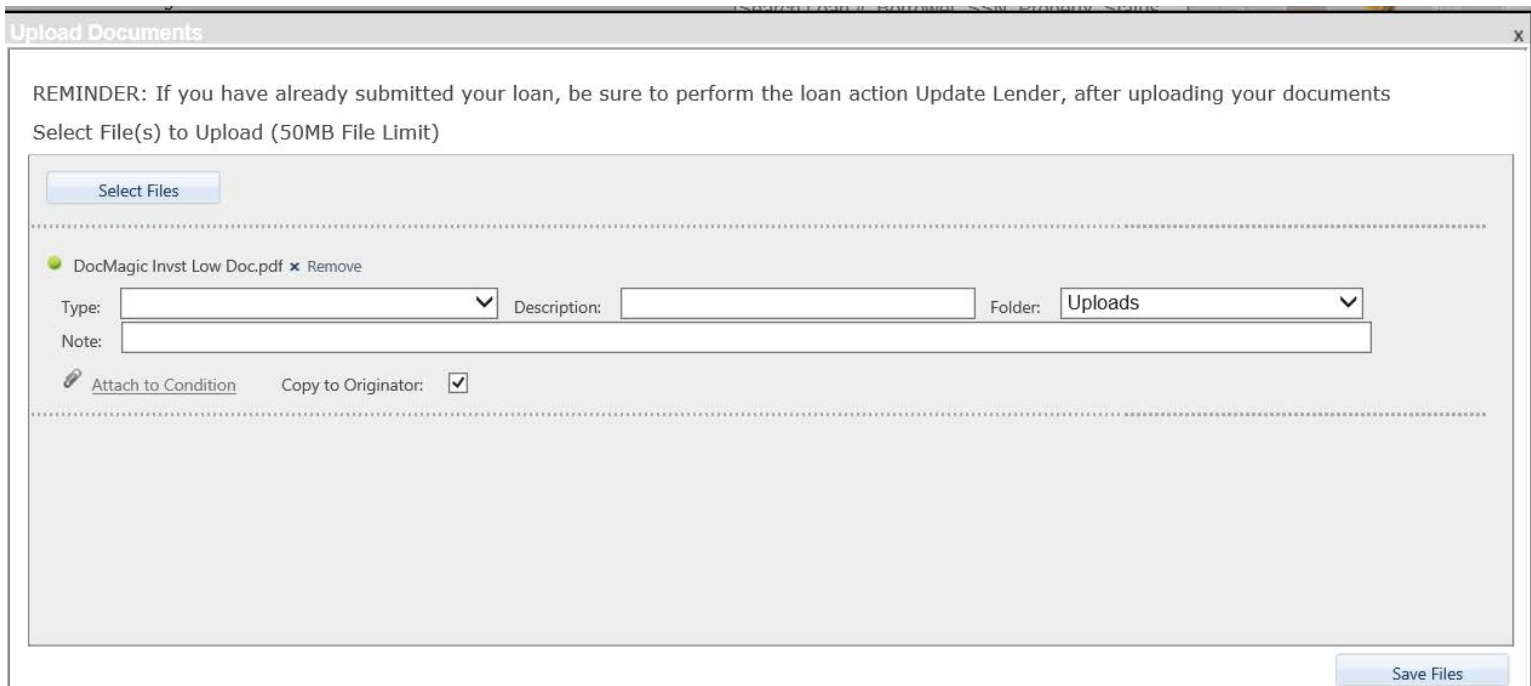 Upload Documents
x
REMINDER: If you have already submitted your loan, be sure to perform the loan action Update Lender, after uploading your documents
Select File(s) to Upload (50MB File Limit)
Select Files
DocMagic Invst Low Doc.pdf × Remove
Type: Description: Folder: Uploads
Note:
Attach to Condition Copy to Originator:
Save Files